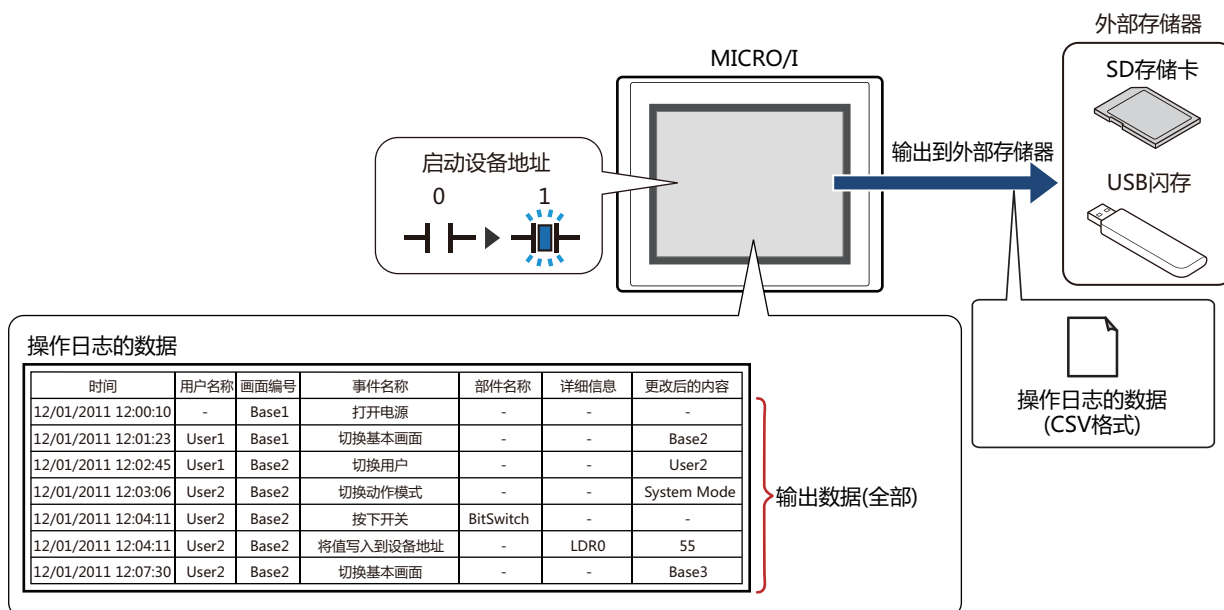 外部存储器
MICRO/I
SD存储卡
启动设备地址
0 1
输出到外部存储器
USB闪存
操作日志的数据
(CSV格式)
操作日志的数据
时间 用户名称 画面编号 事件名称 部件名称 详细信息 更改后的内容
12/01/2011 12:00:10 - Base1 打开电源 - - -
12/01/2011 12:01:23 User1 Base1 切换基本画面 - - Base2
12/01/2011 12:02:45 User1 Base2 切换用户 - - User2
12/01/2011 12:03:06 User2 Base2 切换动作模式 - - System Mode
12/01/2011 12:04:11 User2 Base2 按下开关 BitSwitch - -
12/01/2011 12:04:11 User2 Base2 将值写入到设备地址 - LDR0 55
12/01/2011 12:07:30 User2 Base2 切换基本画面 - - Base3
输出数据(全部)